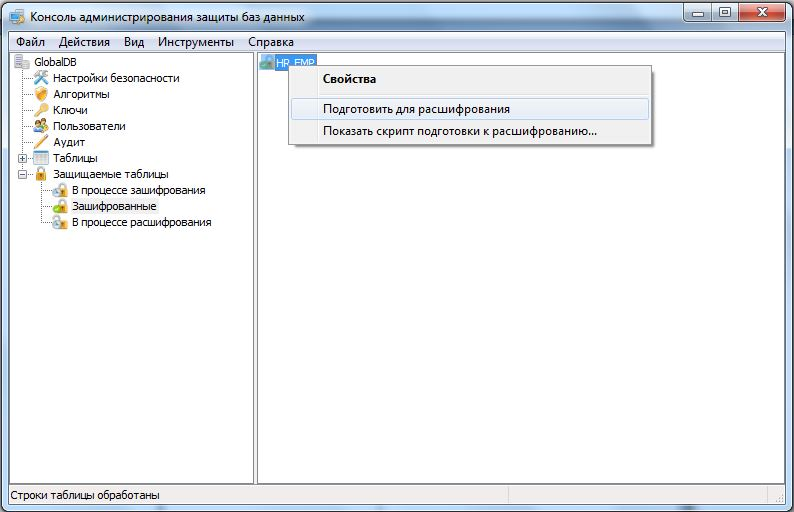 Консоль администрирования защиты баз данных
Файл Действия Вид Инструменты Справка
GlobalDB
Настройки безопасности
Алгоритмы
Ключи
Пользователи
Аудит
Таблицы
Защищаемые таблицы
В процессе зашифрования
Зашифрованные
В процессе расшифрования
HR_EMP
Свойства
Подготовить для расшифрования
Показать скрипт подготовки к расшифрованию...
Строки таблицы обработаны